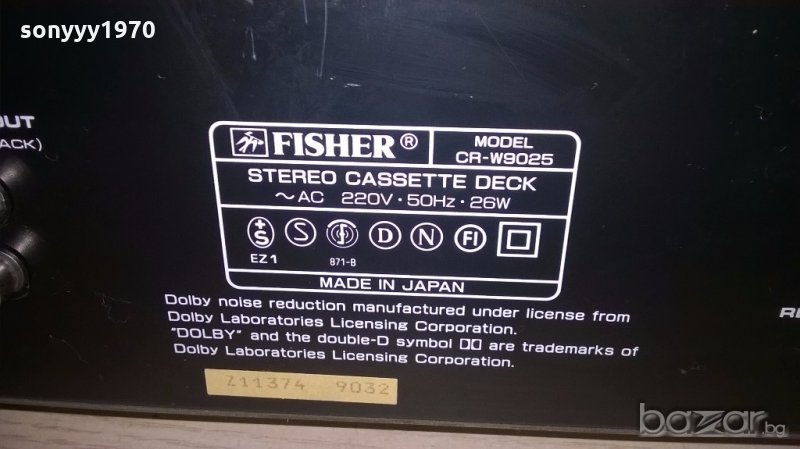 sonyyy1970
OUT
ACK)
FISHER®
MODEL
CR-W9025
STEREO CASSETTE DECK
~AC 220V·50Hz·26W
+S S D N FI
EZ1 871-B
MADE IN JAPAN
Dolby noise reduction manufactured under license from
Dolby Laboratories Licensing Corporation.
"DOLBY" and the double-D symbol are trademarks of
Dolby Laboratories Licensing Corporation.
Z11374 9032
RE
bazar.bg